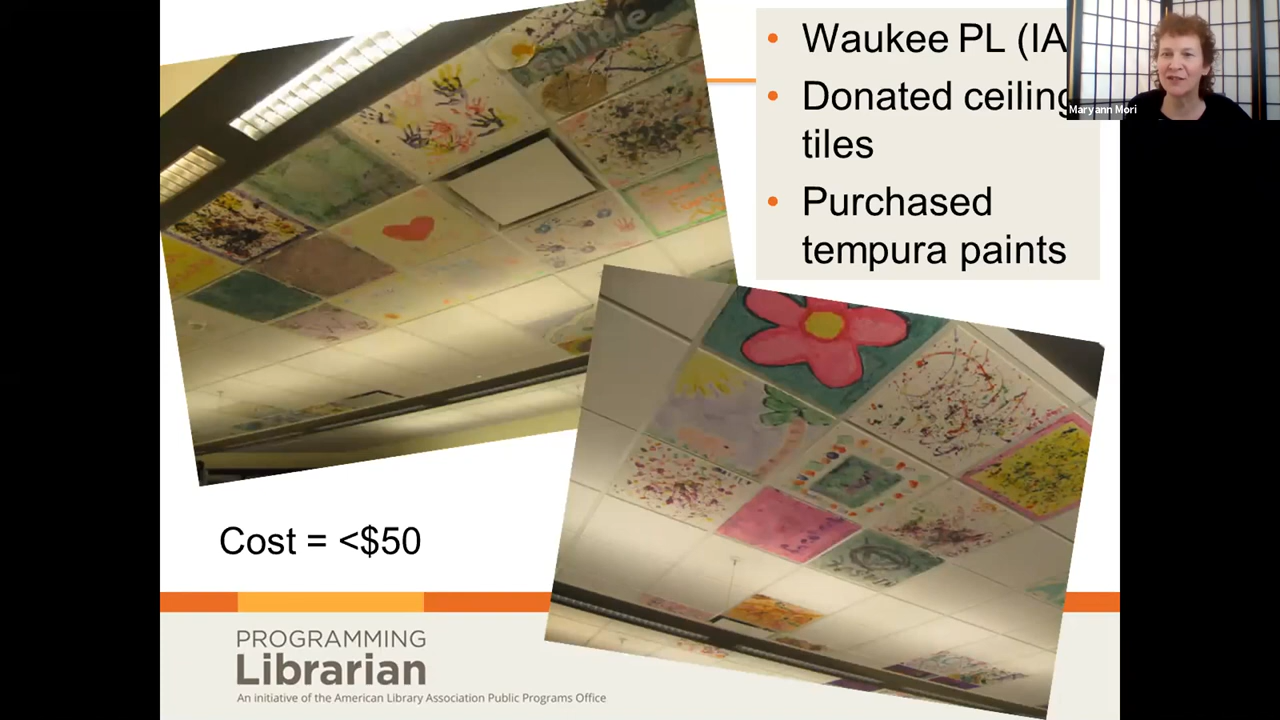 Waukee PL (IA
Maryann Mori
Donated ceiling
tiles
Purchased
tempura paints
Cost = <$50
PROGRAMMING
Librarian
An initiative of the American Library Association Public Programs Office